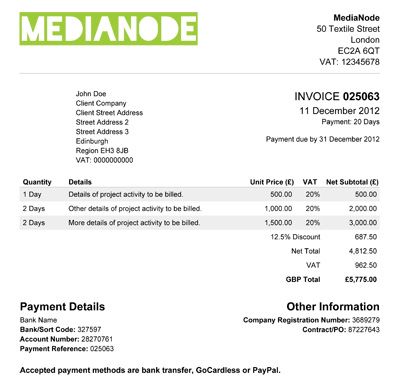 MEDIANODE
MediaNode
50 Textile Street
London
EC2A 6QT
VAT: 12345678
John Doe
Client Company
Client Street Address
Street Address 2
Street Address 3
Edinburgh
Region EH3 8JB
VAT: 0000000000
INVOICE 025063
11 December 2012
Payment: 20 Days
Payment due by 31 December 2012
Quantity Details Unit Price (£) VAT Net Subtotal (£)
1 Day Details of project activity to be billed. 500.00 20% 500.00
2 Days Other details of project activity to be billed. 1,000.00 20% 2,000.00
2 Days More details of project activity to be billed. 1,500.00 20% 3,000.00
12.5% Discount 687.50
Net Total 4,812.50
VAT 962.50
GBP Total £5,775.00
Payment Details
Bank Name
Bank/Sort Code: 327597
Account Number: 28270761
Payment Reference: 025063
Other Information
Company Registration Number: 3689279
Contract/PO: 87227643
Accepted payment methods are bank transfer, GoCardless or PayPal.